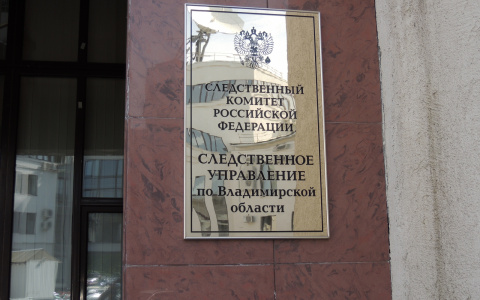 СЛЕДСТВЕННЫЙ
КОМИТЕТ
РОССИЙСКОЙ
ФЕДЕРАЦИИ
СЛЕДСТВЕННОЕ
УПРАВЛЕНИЕ
по Владимирской
области